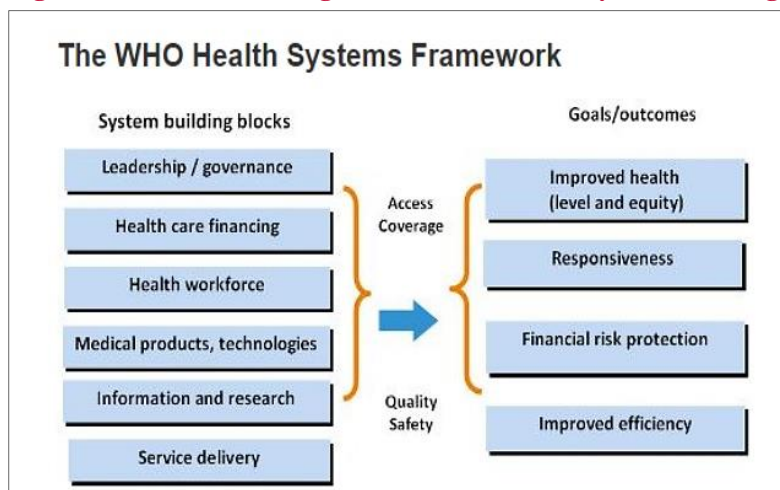 The WHO Health Systems Framework
System building blocks
Leadership / governance
Health care financing
Health workforce
Medical products, technologies
Information and research
Service delivery
Access
Coverage
Quality
Safety
Goals/outcomes
Improved health
(level and equity)
Responsiveness
Financial risk protection
Improved efficiency